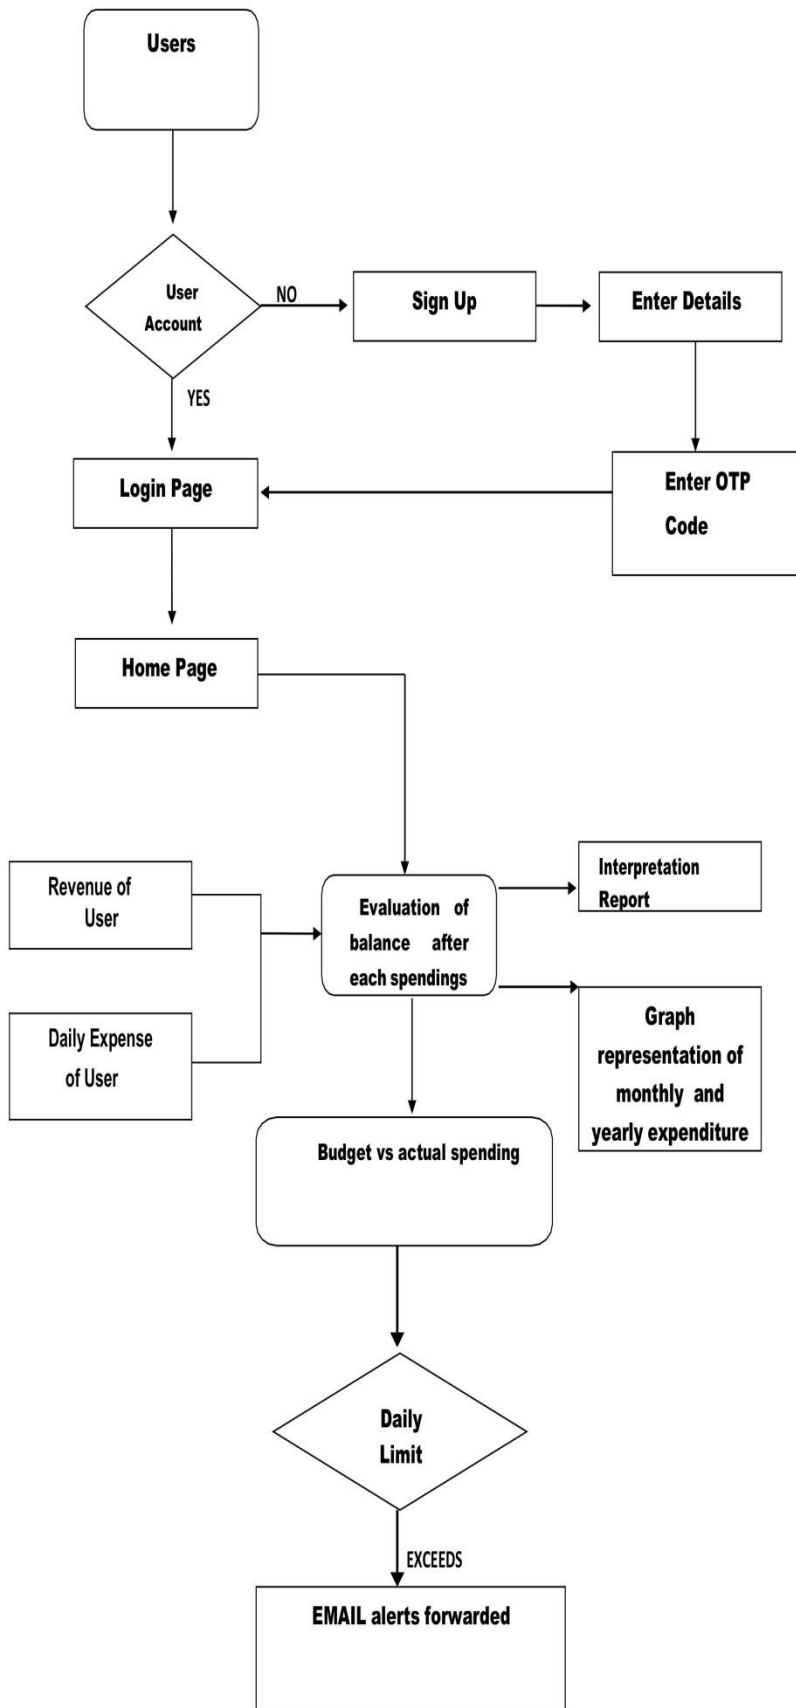 Users
User
Account
NO
Sign Up
Enter Details
YES
Login Page
Enter OTP
Code
Home Page
Revenue of
User
Daily Expense
of User
Evaluation of
balance after
each spendings
Interpretation
Report
Graph
representation of
monthly and
yearly expenditure
Budget vs actual spending
Daily
Limit
EXCEEDS
EMAIL alerts forwarded